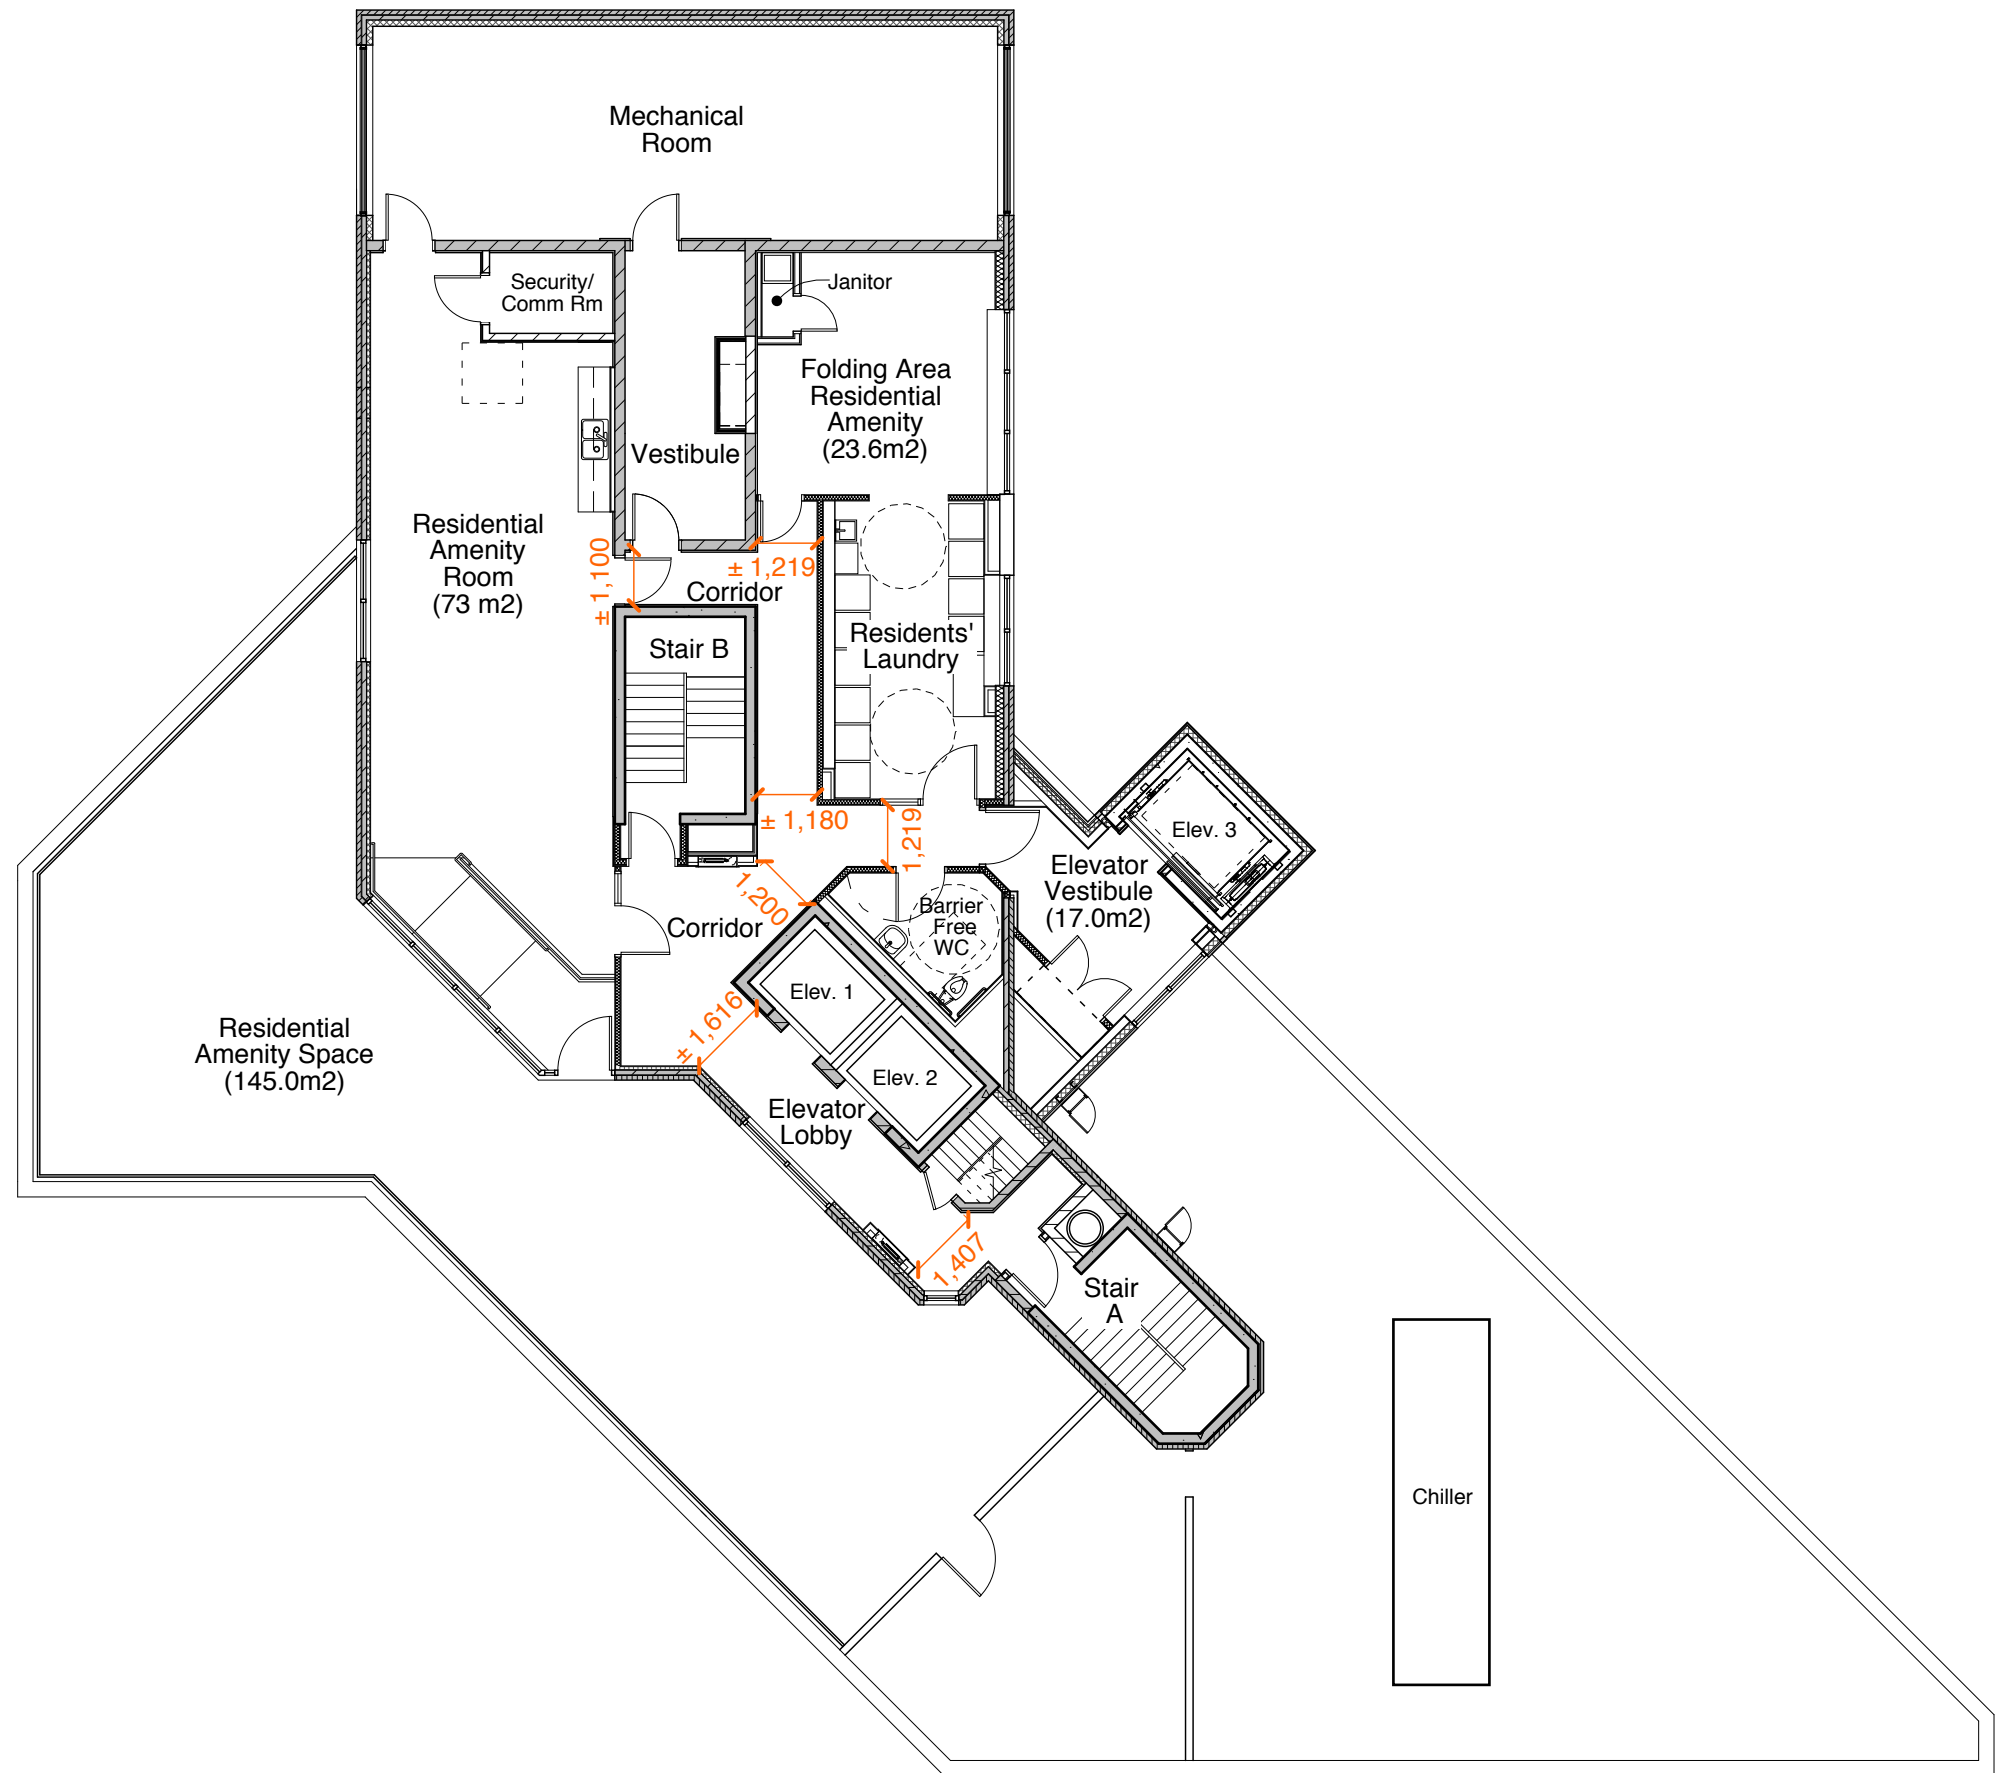 Mechanical
Room
Security/
Comm Rm
Janitor
Folding Area
Residential
Amenity
(23.6m2)
Vestibule
Residential
Amenity
Room
(73 m2)
± 1,100
± 1,219
Corridor
Stair B
Residents'
Laundry
± 1,180
1,219
Elev. 3
Elevator
Vestibule
(17.0m2)
1,200
Barrier
Free
WC
Corridor
Elev. 1
± 1,616
Residential
Amenity Space
(145.0m2)
Elev. 2
Elevator
Lobby
1,407
Stair
A
Chiller